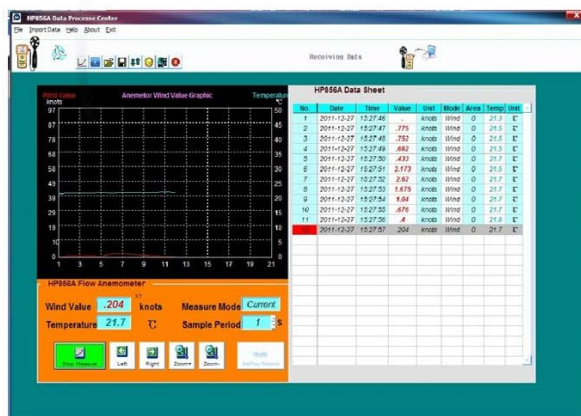 HP856A Data Processe Center
File Import Data Help About Exit
Receiving Data
Wind Value Anemetor Wind Value Graphic Temperature
knots ℃
97 50
87 45
78 40
68 35
58 30
49 25
39 20
29 15
19 10
10 5
0 0
1 3 5 7 9 11 13 15 17 19 21
HP856A Flow Anemometer
Wind Value .204 X1 knots Measure Mode Current
Temperature 21.7 ℃ Sample Period 1 S
Stop Measure Left Right Zoom+ Zoom-
HP856A Data Sheet
No. Date Time Value Unit Mode Area Temp Unit
1 2011-12-27 15:27:46 . knots Wind 0 21.3 ℃
2 2011-12-27 15:27:47 .775 knots Wind 0 21.5 ℃
3 2011-12-27 15:27:48 .752 knots Wind 0 21.5 ℃
4 2011-12-27 15:27:49 .662 knots Wind 0 21.5 ℃
5 2011-12-27 15:27:50 .433 knots Wind 0 21.7 ℃
6 2011-12-27 15:27:51 2.173 knots Wind 0 21.5 ℃
7 2011-12-27 15:27:52 2.62 knots Wind 0 21.7 ℃
8 2011-12-27 15:27:53 1.675 knots Wind 0 21.7 ℃
9 2011-12-27 15:27:54 1.04 knots Wind 0 21.7 ℃
10 2011-12-27 15:27:55 .676 knots Wind 0 21.7 ℃
11 2011-12-27 15:27:56 .4 knots Wind 0 21.8 ℃
12 2011-12-27 15:27:57 .204 knots Wind 0 21.7 ℃